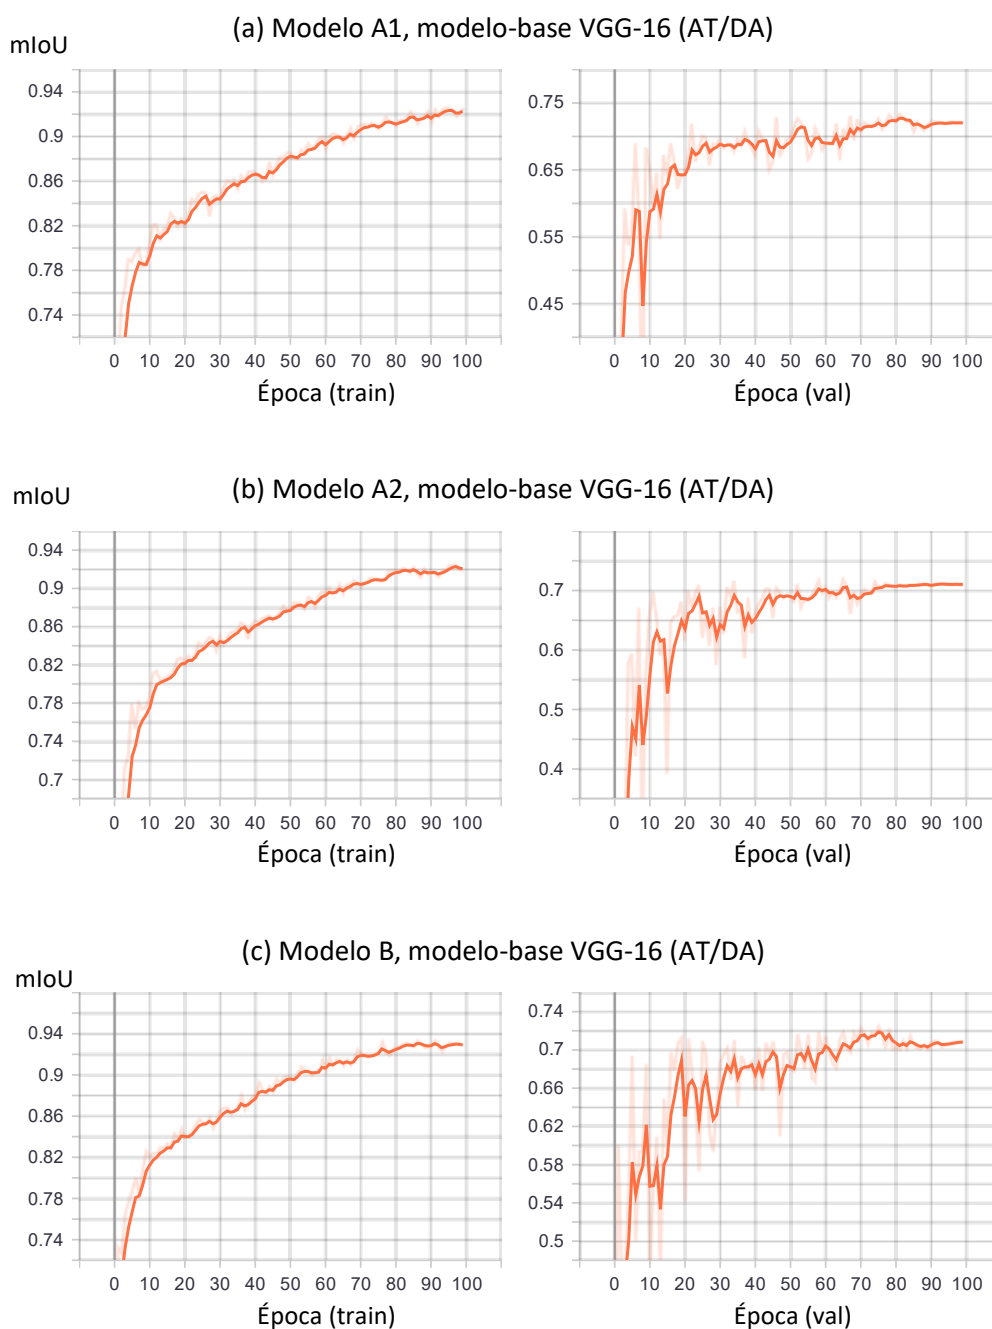 (a) Modelo A1, modelo-base VGG-16 (AT/DA)
mIoU
0.94
0.9
0.86
0.82
0.78
0.74
0 10 20 30 40 50 60 70 80 90 100
Época (train)
0.75
0.65
0.55
0.45
0 10 20 30 40 50 60 70 80 90 100
Época (val)
(b) Modelo A2, modelo-base VGG-16 (AT/DA)
mIoU
0.94
0.9
0.86
0.82
0.78
0.74
0.7
0 10 20 30 40 50 60 70 80 90 100
Época (train)
0.7
0.6
0.5
0.4
0 10 20 30 40 50 60 70 80 90 100
Época (val)
(c) Modelo B, modelo-base VGG-16 (AT/DA)
mIoU
0.94
0.9
0.86
0.82
0.78
0.74
0 10 20 30 40 50 60 70 80 90 100
Época (train)
0.74
0.7
0.66
0.62
0.58
0.54
0.5
0 10 20 30 40 50 60 70 80 90 100
Época (val)